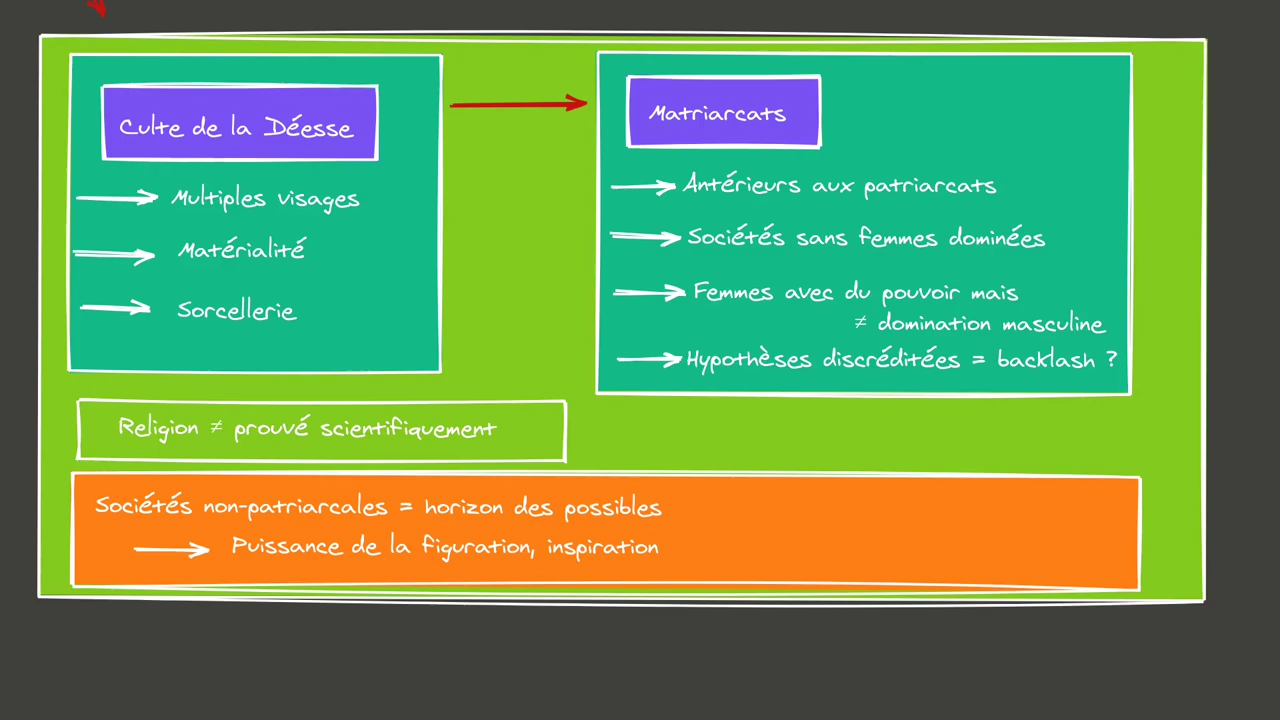 Culte de la Déesse
Multiples visages
Matérialité
Sorcellerie
Matriarcats
Antérieurs aux patriarcats
Sociétés sans femmes dominées
Femmes avec du pouvoir mais
≠ domination masculine
Hypothèses discréditées = backlash ?
Religion ≠ prouvé scientifiquement
Sociétés non-patriarcales = horizon des possibles
Puissance de la figuration, inspiration